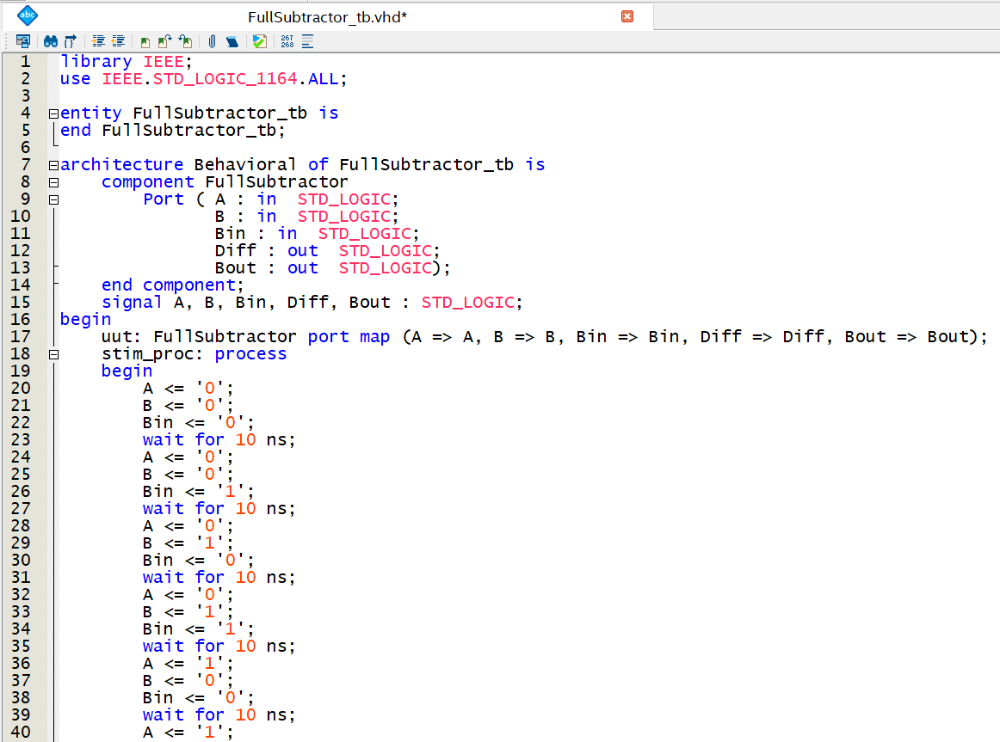 abc
FullSubtractor_tb.vhd*
267
268
1 library IEEE;
2 use IEEE.STD_LOGIC_1164.ALL;
3
4 entity FullSubtractor_tb is
5 end FullSubtractor_tb;
6
7 architecture Behavioral of FullSubtractor_tb is
8     component FullSubtractor
9         Port ( A : in  STD_LOGIC;
10               B : in  STD_LOGIC;
11               Bin : in  STD_LOGIC;
12               Diff : out  STD_LOGIC;
13               Bout : out  STD_LOGIC);
14     end component;
15     signal A, B, Bin, Diff, Bout : STD_LOGIC;
16 begin
17     uut: FullSubtractor port map (A => A, B => B, Bin => Bin, Diff => Diff, Bout => Bout);
18     stim_proc: process
19     begin
20         A <= '0';
21         B <= '0';
22         Bin <= '0';
23         wait for 10 ns;
24         A <= '0';
25         B <= '0';
26         Bin <= '1';
27         wait for 10 ns;
28         A <= '0';
29         B <= '1';
30         Bin <= '0';
31         wait for 10 ns;
32         A <= '0';
33         B <= '1';
34         Bin <= '1';
35         wait for 10 ns;
36         A <= '1';
37         B <= '0';
38         Bin <= '0';
39         wait for 10 ns;
40         A <= '1';